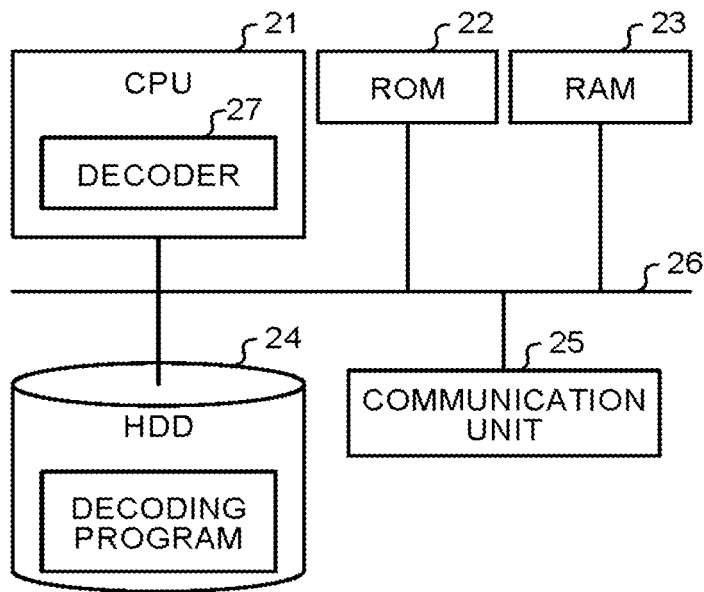 21
22
23
CPU
ROM
RAM
27
DECODER
26
24
25
HDD
COMMUNICATION
UNIT
DECODING
PROGRAM